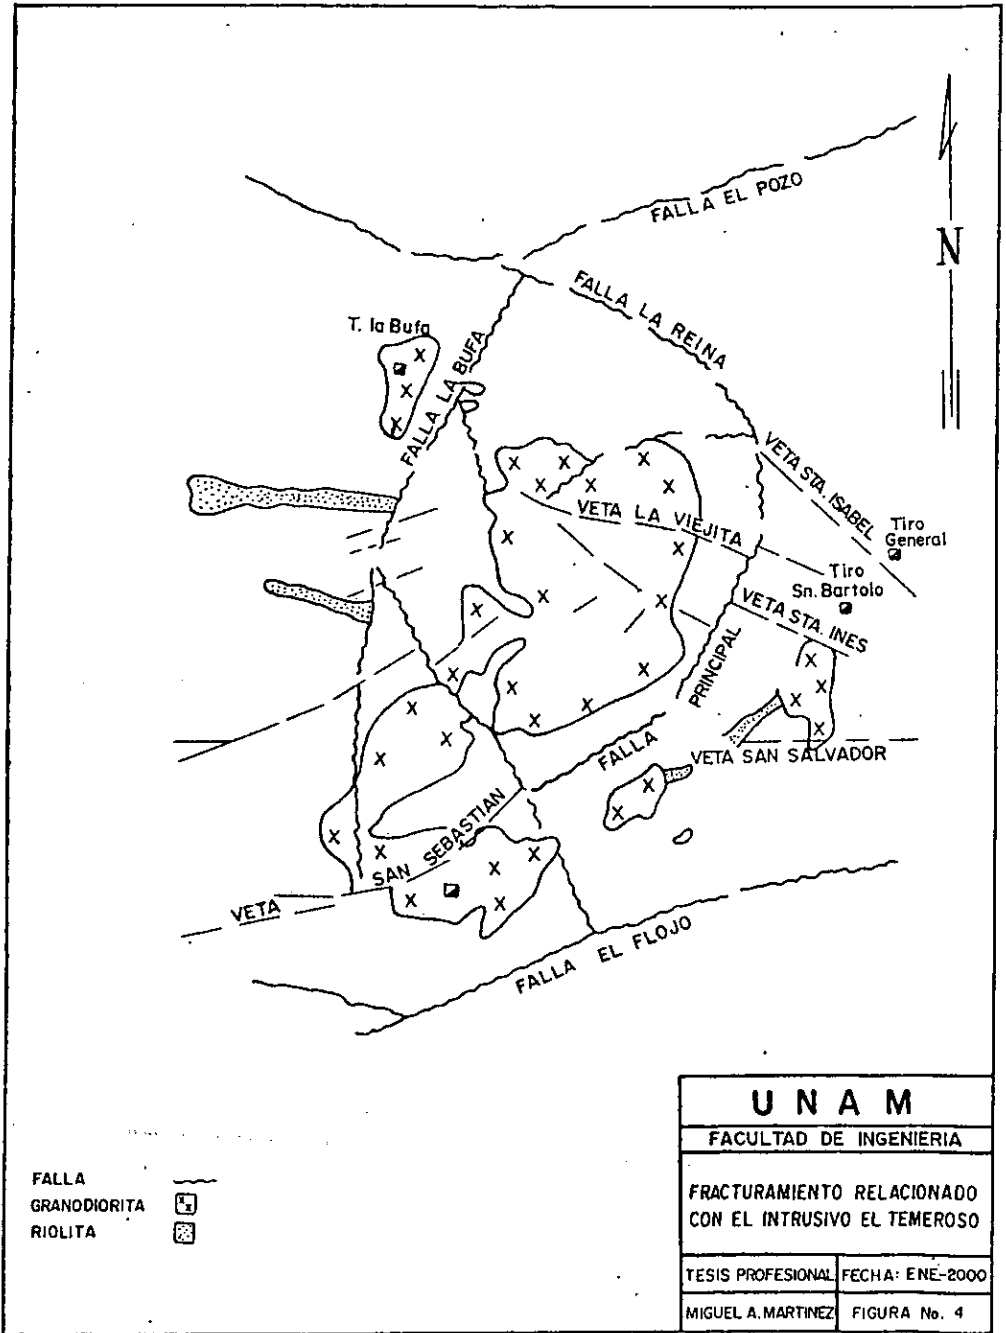 FALLA EL POZO
N
FALLA LA REINA
T. la Bufa
FALLA LA BUFA
VETA STA. ISABEL
VETA LA VIEJITA
Tiro
General
Tiro
Sn. Bartolo
VETA STA. INES
FALLA PRINCIPAL
VETA SAN SALVADOR
VETA SAN SEBASTIAN
FALLA EL FLOJO
UNAM
FACULTAD DE INGENIERIA
FRACTURAMIENTO RELACIONADO
CON EL INTRUSIVO EL TEMEROSO
TESIS PROFESIONAL FECHA: ENE-2000
MIGUEL A. MARTINEZ FIGURA No. 4
FALLA
GRANODIORITA
RIOLITA